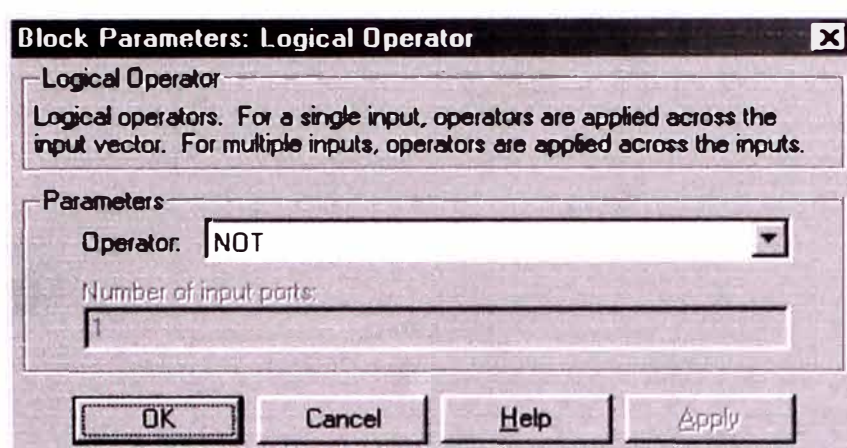 Block Parameters: Logical Operator
Logical Operator
Logical operators. For a single input, operators are applied across the
input vector. For multiple inputs, operators are applied across the inputs.
Parameters
Operator: NOT
Number of input ports:
1
OK Cancel Help Apply